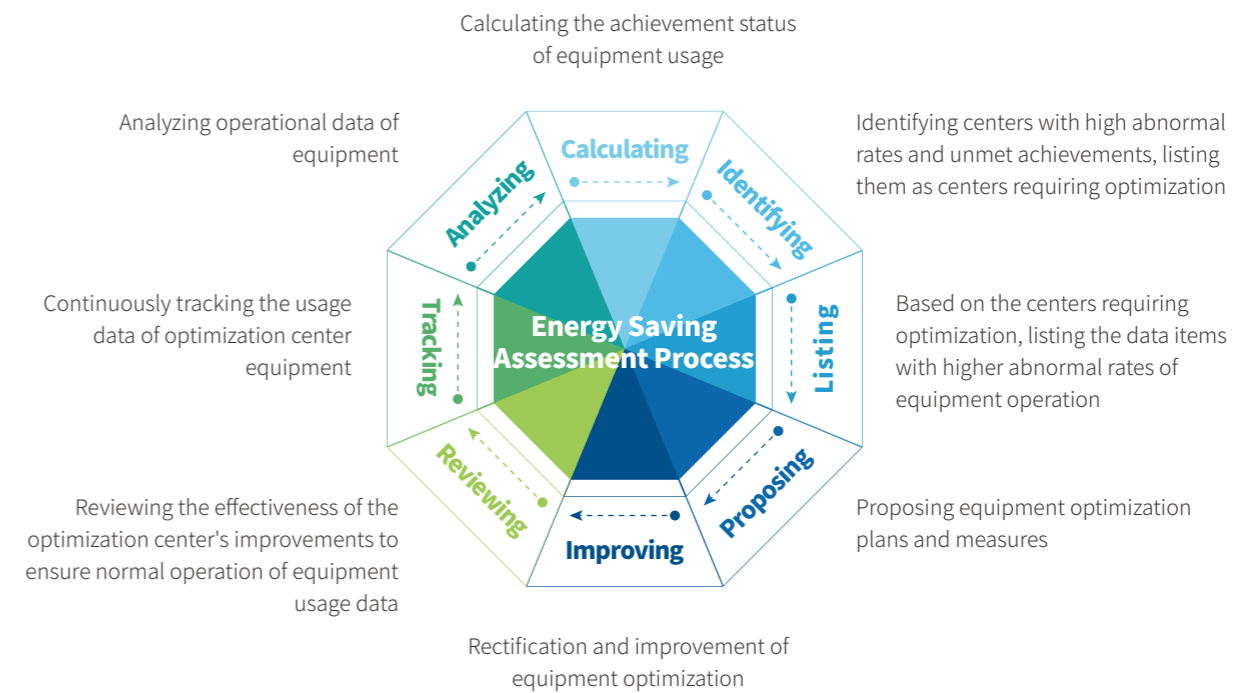 Calculating the achievement status
of equipment usage
Analyzing operational data of
equipment
Identifying centers with high abnormal
rates and unmet achievements, listing
them as centers requiring optimization
Calculating
Analyzing
Identifying
Continuously tracking the usage
data of optimization center
equipment
Tracking
Energy Saving
Assessment Process
Listing
Based on the centers requiring
optimization, listing the data items
with higher abnormal rates of
equipment operation
Reviewing
Improving
Proposing
Reviewing the effectiveness of the
optimization center's improvements to
ensure normal operation of equipment
usage data
Proposing equipment optimization
plans and measures
Rectification and improvement of
equipment optimization